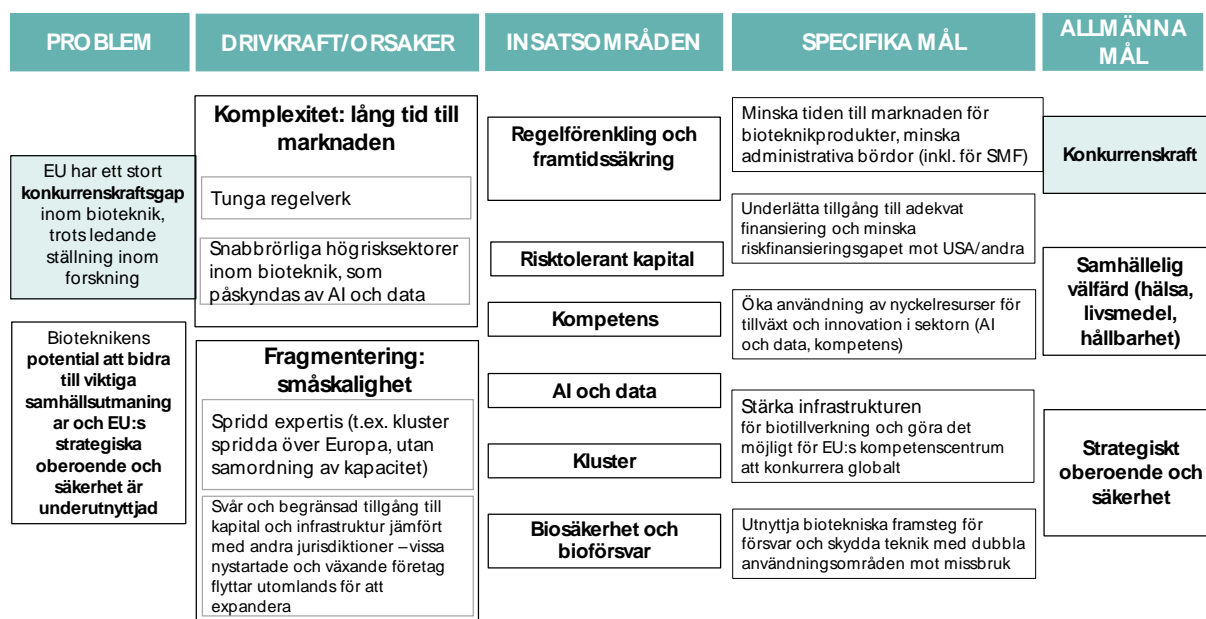 PROBLEM
DRIVKRAFT/ORSAKER
INSATSOMRÅDEN
SPECIFIKA MÅL
ALLMÄNNA
MÅL
EU har ett stort
konkurrenskraftsgap
inom bioteknik,
trots ledande
ställning inom
forskning
Bioteknikens
potential att bidra
till viktiga
samhällsutmaning
ar och EU:s
strategiska
oberoende och
säkerhet är
underutnyttjad
Komplexitet: lång tid till
marknaden
Tunga regelverk
Snabbrörliga högrisksektorer
inom bioteknik, som
påskyndas av AI och data
Fragmentering:
småskalighet
Spridd expertis (t.ex. kluster
spridda över Europa, utan
samordning av kapacitet)
Svår och begränsad tillgång till
kapital och infrastruktur jämfört
med andra jurisdiktioner –vissa
nystartade och växande företag
flyttar utomlands för att
expandera
Regelförenkling och
framtidssäkring
Risktolerant kapital
Kompetens
AI och data
Kluster
Biosäkerhet och
bioförsvar
Minska tiden till marknaden för
bioteknikprodukter, minska
administrativa bördor (inkl. för SMF)
Underlätta tillgång till adekvat
finansiering och minska
riskfinansieringsgapet mot USA/andra
Öka användning av nyckelresurser för
tillväxt och innovation i sektorn (AI
och data, kompetens)
Stärka infrastrukturen
för biotillverkning och göra det
möjligt för EU:s kompetenscentrum
att konkurrera globalt
Utnyttja biotekniska framsteg för
försvar och skydda teknik med dubbla
användningsområden mot missbruk
Konkurrenskraft
Samhällelig
välfärd (hälsa,
livsmedel,
hållbarhet)
Strategiskt
oberoende och
säkerhet